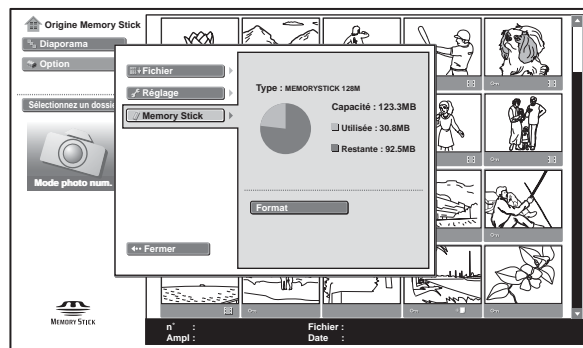 Origine Memory Stick
Diaporama
Option
Sélectionnez un dossie
Mode photo num.
Fichier
Réglage
Memory Stick
Fermer
Type : MEMORYSTICK 128M
Capacité : 123.3MB
Utilisée : 30.8MB
Restante : 92.5MB
Format
MEMORY STICK
n° :
Fichier :
Ampl :
Date :